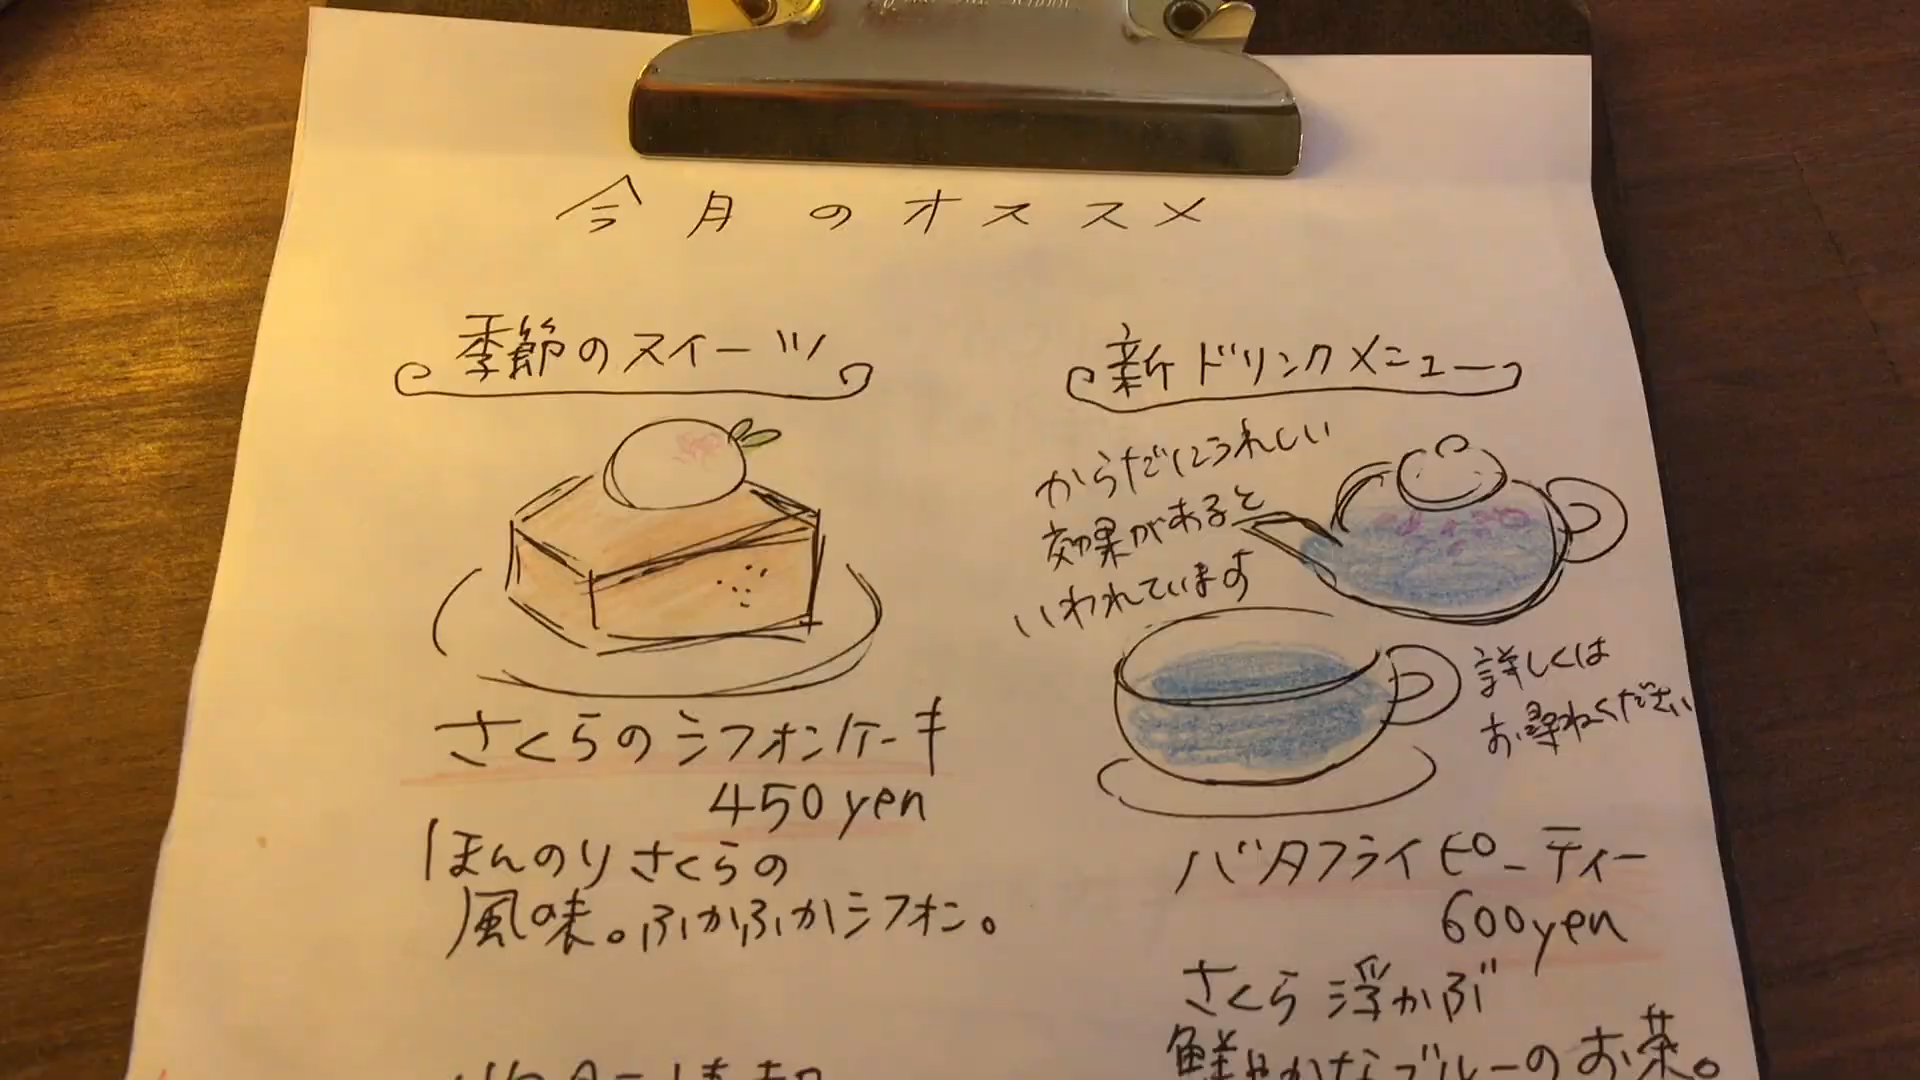 今月のオススメ
季節のスイーツ
さくらのシフォンケーキ
450yen
ほんのりさくらの
風味。ふかふかシフォン。
新ドリンクメニュー
からだにうれしい
効果があると
いわれています
詳しくは
お尋ねください
バタフライピーティー
600yen
さくら浮かぶ
鮮やかなブルーのお茶。